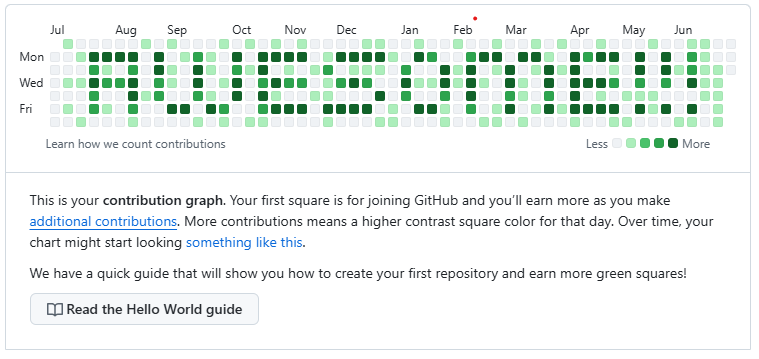 Jul Aug Sep Oct Nov Dec Jan Feb Mar Apr May Jun
Mon
Wed
Fri
Learn how we count contributions
Less More
This is your contribution graph. Your first square is for joining GitHub and you’ll earn more as you make
additional contributions. More contributions means a higher contrast square color for that day. Over time, your
chart might start looking something like this.
We have a quick guide that will show you how to create your first repository and earn more green squares!
Read the Hello World guide